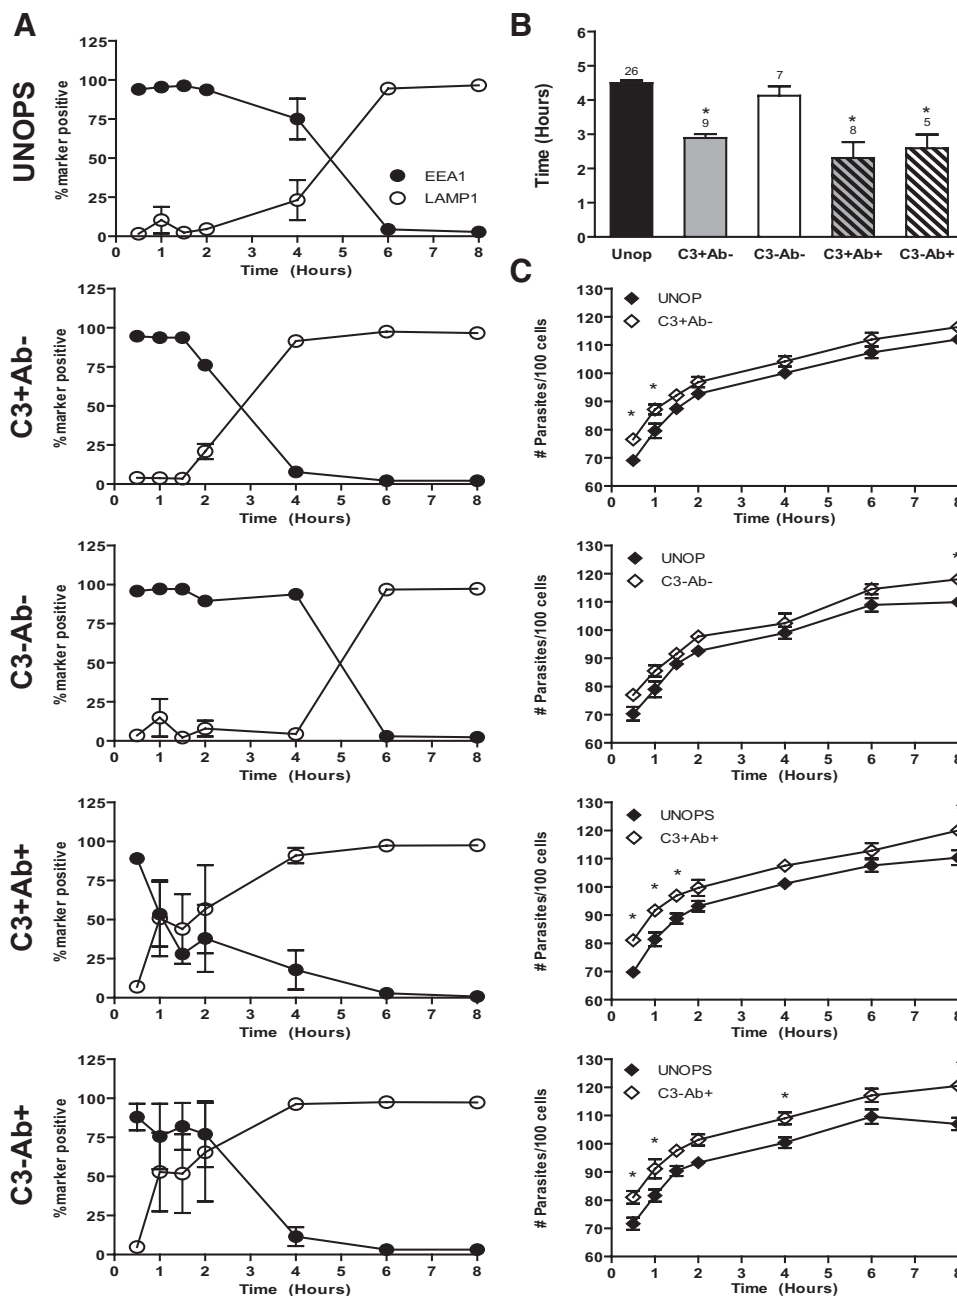 A
UNOPS
% marker positive
125
100
75
50
25
0
EEA1
LAMP1
0 1 2 3 4 5 6 7 8
Time (Hours)
C3+Ab-
% marker positive
125
100
75
50
25
0
0 1 2 3 4 5 6 7 8
Time (Hours)
C3-Ab-
% marker positive
125
100
75
50
25
0
0 1 2 3 4 5 6 7 8
Time (Hours)
C3+Ab+
% marker positive
125
100
75
50
25
0
0 1 2 3 4 5 6 7 8
Time (Hours)
C3-Ab+
% marker positive
125
100
75
50
25
0
0 1 2 3 4 5 6 7 8
Time (Hours)
B
Time (Hours)
6
5
4
3
2
1
0
26
*
9
7
*
8
*
5
Unop C3+Ab- C3-Ab- C3+Ab+ C3-Ab+
C
# Parasites/100 cells
130
120
110
100
90
80
70
60
UNOP
C3+Ab-
* *
0 1 2 3 4 5 6 7 8
Time (Hours)
# Parasites/100 cells
130
120
110
100
90
80
70
60
UNOP
C3-Ab-
*
0 1 2 3 4 5 6 7 8
Time (Hours)
# Parasites/100 cells
130
120
110
100
90
80
70
60
UNOPS
C3+Ab+
* * *
0 1 2 3 4 5 6 7 8
Time (Hours)
# Parasites/100 cells
130
120
110
100
90
80
70
60
UNOPS
C3-Ab+
* * *
0 1 2 3 4 5 6 7 8
Time (Hours)